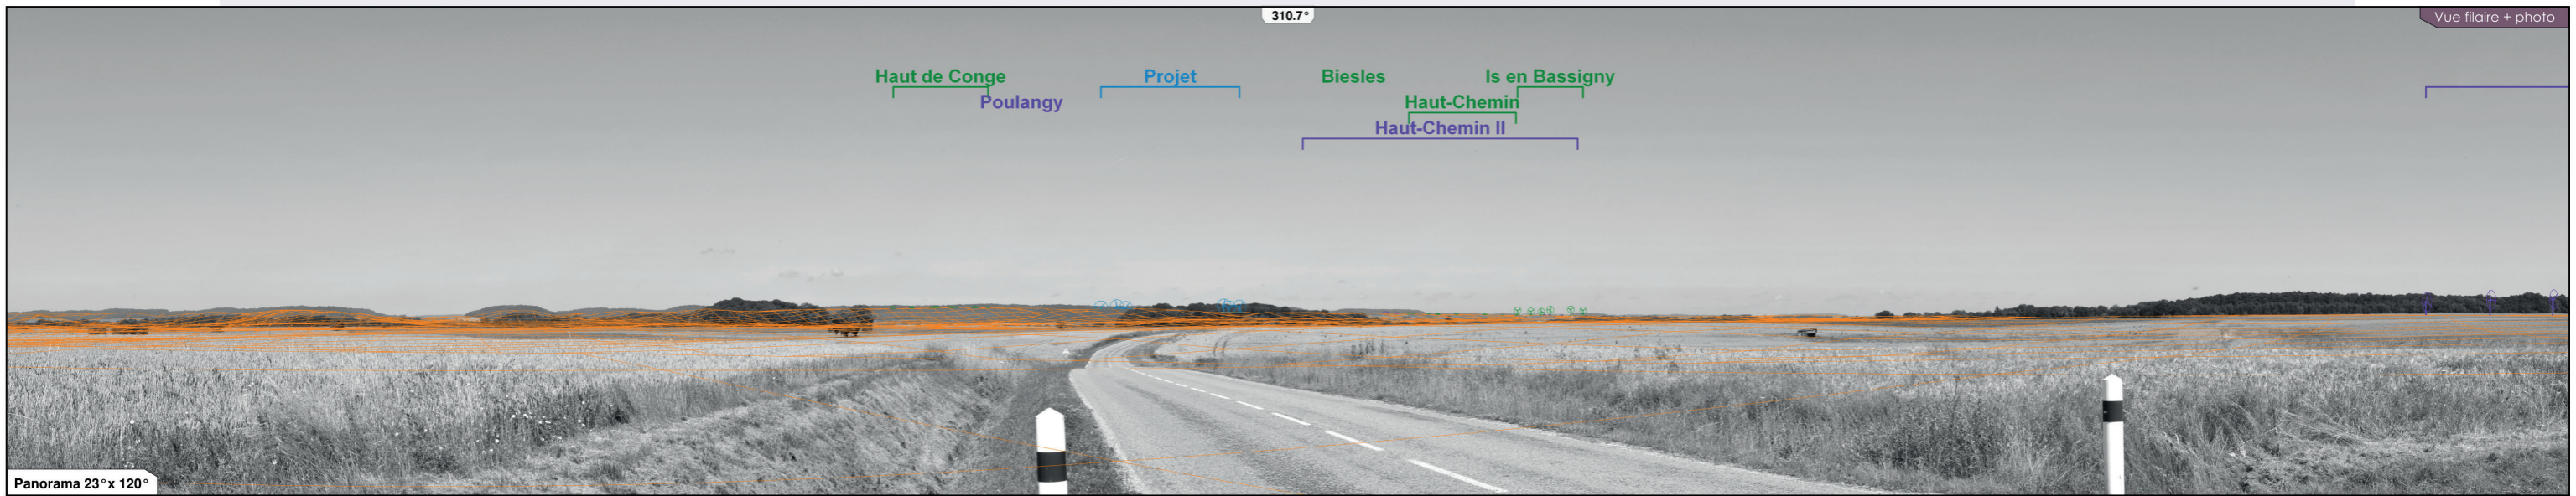 310.7°
Vue filaire + photo
Haut de Conge
Projet
Biesles
Is en Bassigny
Poulangy
Haut-Chemin
Haut-Chemin II
Panorama 23°x 120°